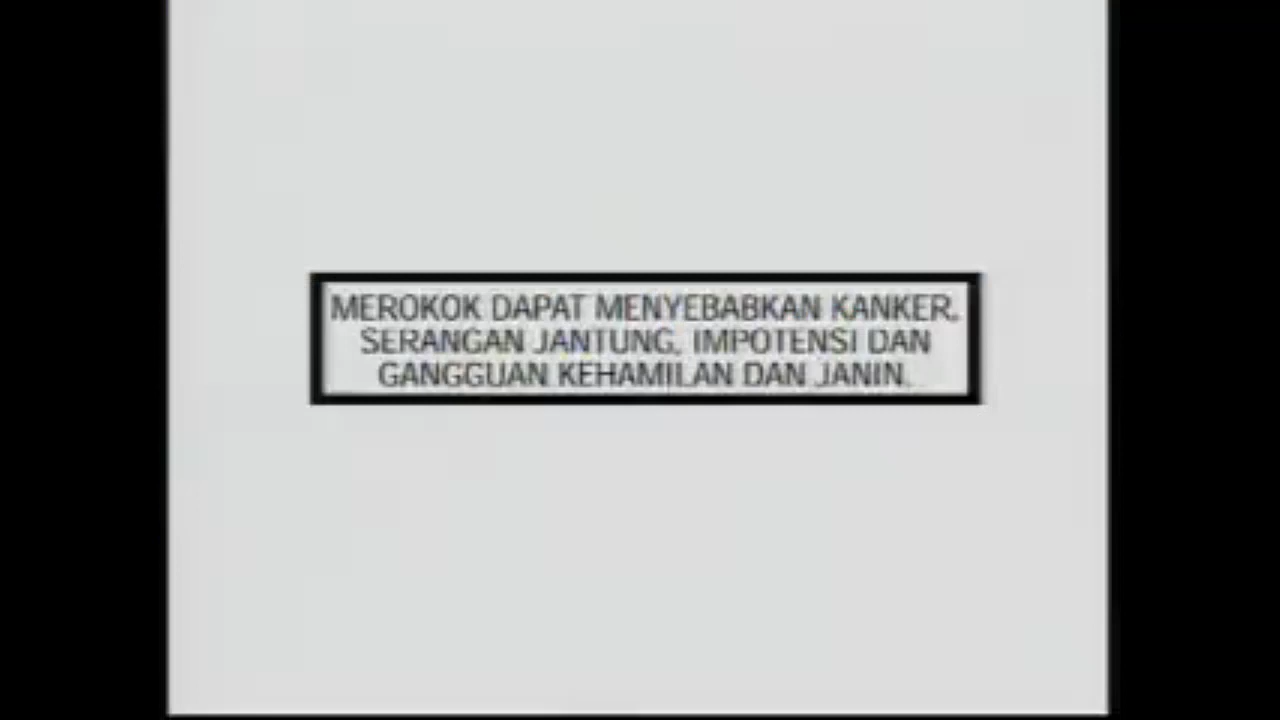 MEROKOK DAPAT MENYEBABKAN KANKER,
SERANGAN JANTUNG, IMPOTENSI DAN
GANGGUAN KEHAMILAN DAN JANIN.